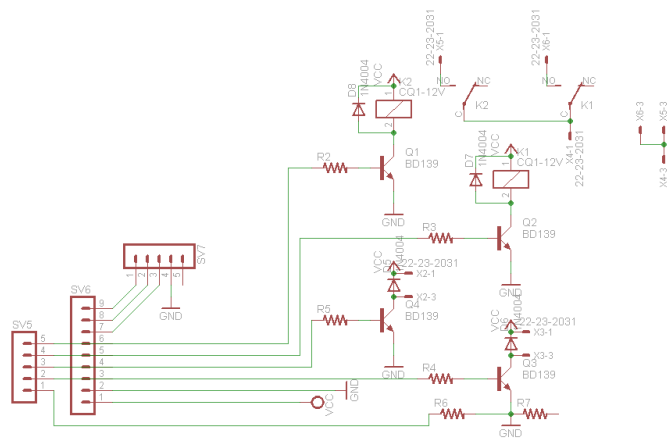 22-23-2031
X5-1
22-23-2031
X6-1
NO
NC
NO
NC
K2
K1
C
C
X4-1
22-23-2031
X6-3
X5-3
X4-3
VCC
K2
CQ1-12V
D8
1N4004
1
2
Q1
BD139
R2
GND
VCC
K1
CQ1-12V
D7
1N4004
1
2
Q2
BD139
R3
GND
SV7
1
2
3
4
5
GND
VCC
1N4004
22-23-2031
X2-1
X2-3
Q4
BD139
R5
GND
VCC
1N4004
22-23-2031
X3-1
X3-3
Q3
BD139
R4
SV6
9
8
7
6
5
4
3
2
1
SV5
5
4
3
2
1
GND
VCC
R6
R7
GND